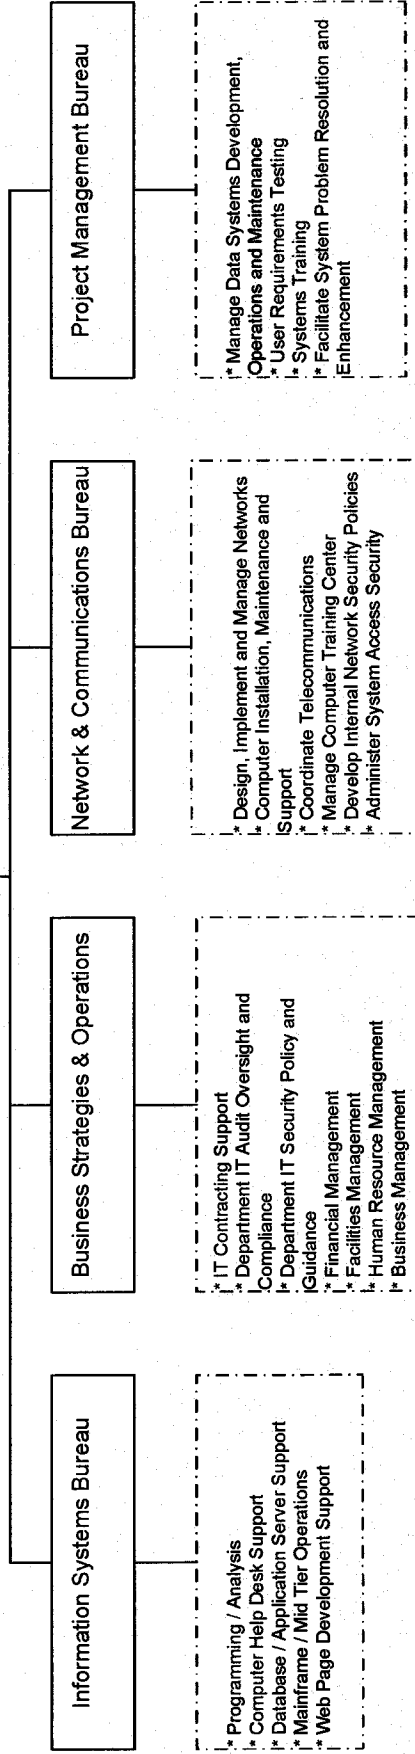 Information Systems Bureau
* Programming / Analysis
* Computer Help Desk Support
* Database / Application Server Support
* Mainframe / Mid Tier Operations
* Web Page Development Support
Business Strategies & Operations
* IT Contracting Support
* Department IT Audit Oversight and
Compliance
* Department IT Security Policy and
Guidance
* Financial Management
* Facilities Management
* Human Resource Management
* Business Management
Network & Communications Bureau
* Design, Implement and Manage Networks
* Computer Installation, Maintenance and
Support
* Coordinate Telecommunications
* Manage Computer Training Center
* Develop Internal Network Security Policies
* Administer System Access Security
Project Management Bureau
* Manage Data Systems Development,
Operations and Maintenance
* User Requirements Testing
* Systems Training
* Facilitate System Problem Resolution and
Enhancement